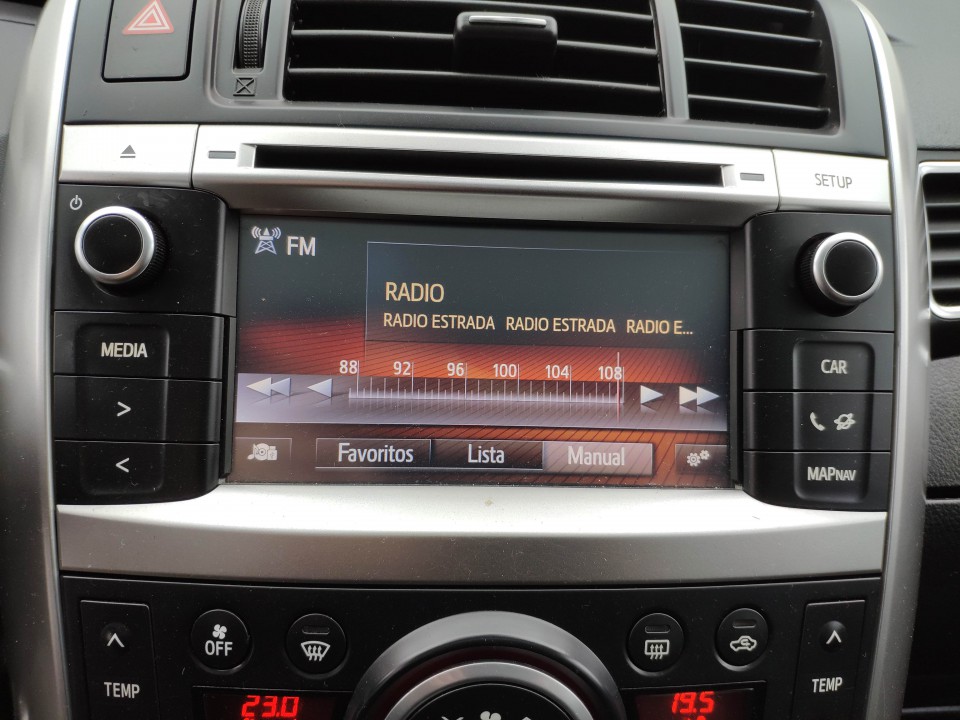 SETUP
FM
RADIO
RADIO ESTRADA RADIO ESTRADA RADIO E...
MEDIA
88 92 96 100 104 108
CAR
>
<
Favoritos Lista Manual
MAPNAV
OFF
TEMP
TEMP
23.0
19.5